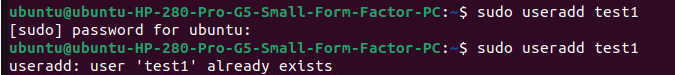 ubuntu@ubuntu-HP-280-Pro-G5-Small-Form-Factor-PC:~$ sudo useradd test1
[sudo] password for ubuntu:
ubuntu@ubuntu-HP-280-Pro-G5-Small-Form-Factor-PC:~$ sudo useradd test1
useradd: user 'test1' already exists